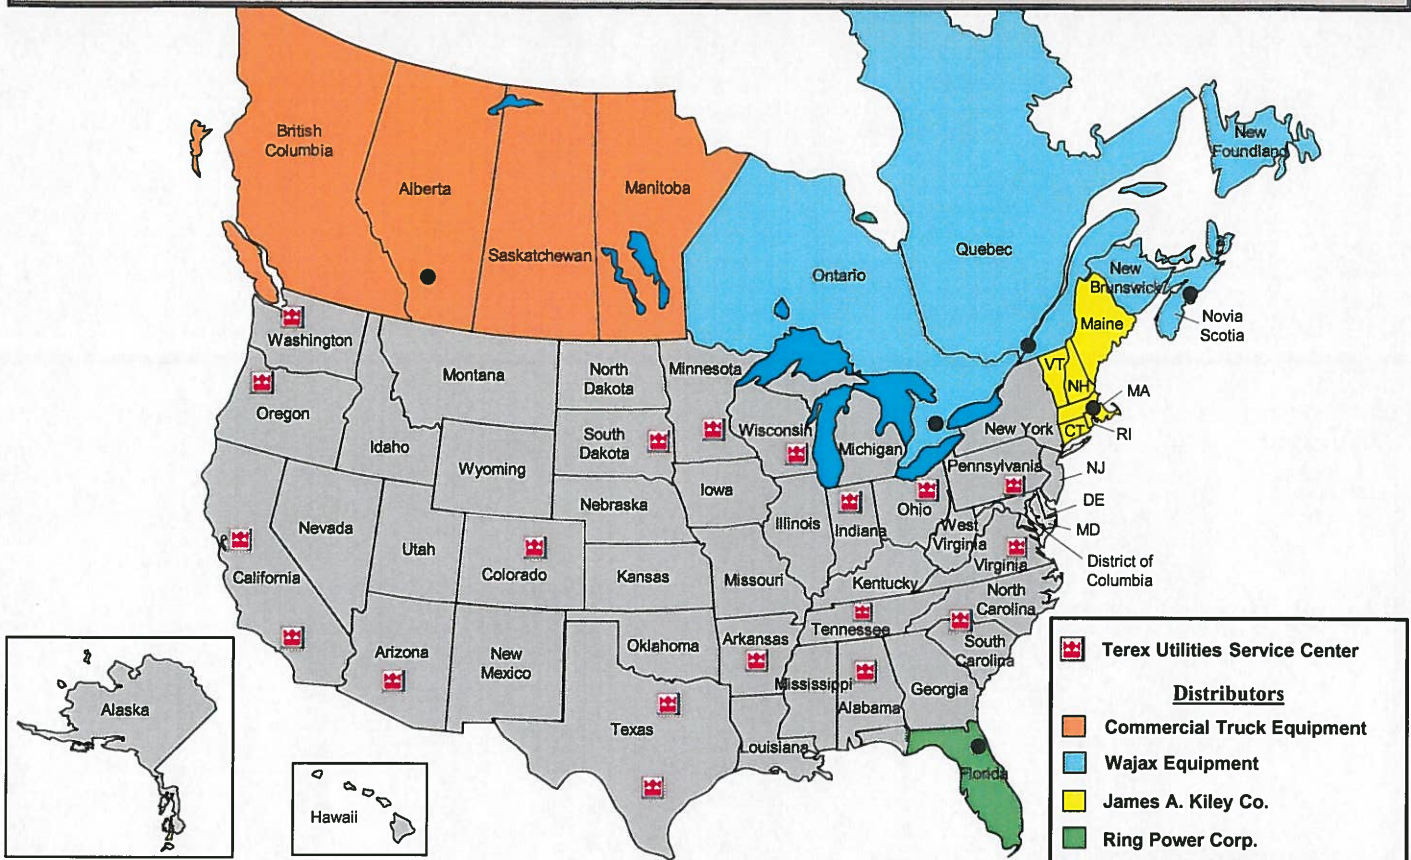 British
Columbia
Alberta
Saskatchewan
Manitoba
Ontario
Quebec
New
Foundland
New
Brunswick
Novia
Scotia
Maine
VT
NH
MA
RI
CT
Washington
Oregon
Idaho
Montana
Wyoming
North
Dakota
South
Dakota
Minnesota
Wisconsin
Michigan
New York
Pennsylvania
NJ
DE
MD
District of
Columbia
Nebraska
Iowa
Illinois
Indiana
Ohio
West
Virginia
Virginia
Nevada
Utah
California
Colorado
Kansas
Missouri
Kentucky
North
Carolina
Tennessee
South
Carolina
Arizona
New
Mexico
Oklahoma
Arkansas
Mississippi
Alabama
Georgia
Texas
Louisiana
Florida
Alaska
Hawaii
Terex Utilities Service Center
Distributors
Commercial Truck Equipment
Wajax Equipment
James A. Kiley Co.
Ring Power Corp.